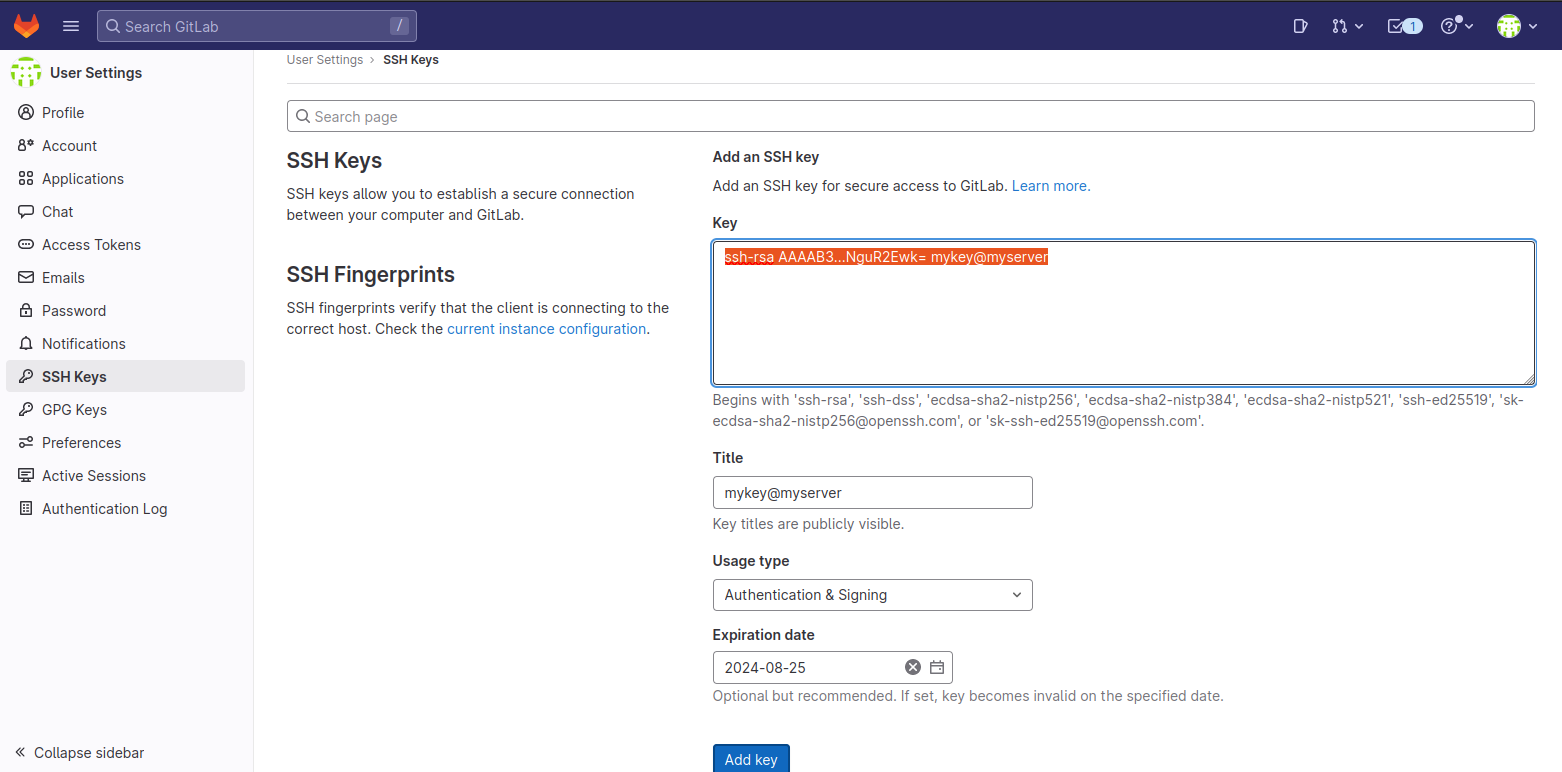 Search GitLab /
1
User Settings
Profile
Account
Applications
Chat
Access Tokens
Emails
Password
Notifications
SSH Keys
GPG Keys
Preferences
Active Sessions
Authentication Log
Collapse sidebar
User Settings › SSH Keys
Search page
SSH Keys
SSH keys allow you to establish a secure connection
between your computer and GitLab.
SSH Fingerprints
SSH fingerprints verify that the client is connecting to the
correct host. Check the current instance configuration.
Add an SSH key
Add an SSH key for secure access to GitLab. Learn more.
Key
ssh-rsa AAAAB3...NguR2Ewk= mykey@myserver
Begins with 'ssh-rsa', 'ssh-dss', 'ecdsa-sha2-nistp256', 'ecdsa-sha2-nistp384', 'ecdsa-sha2-nistp521', 'ssh-ed25519', 'sk-
ecdsa-sha2-nistp256@openssh.com', or 'sk-ssh-ed25519@openssh.com'.
Title
mykey@myserver
Key titles are publicly visible.
Usage type
Authentication & Signing
Expiration date
2024-08-25
Optional but recommended. If set, key becomes invalid on the specified date.
Add key